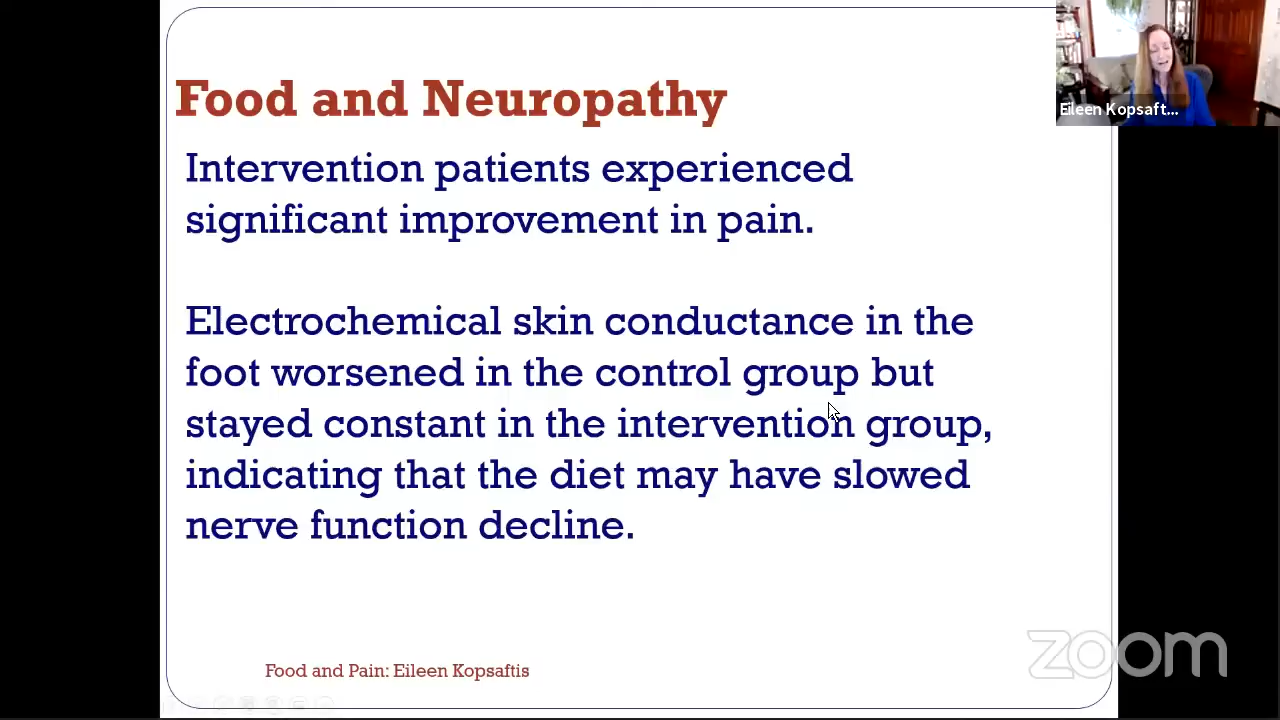 Food and Neuropathy
Eileen Kopsaft...
Intervention patients experienced
significant improvement in pain.
Electrochemical skin conductance in the
foot worsened in the control group but
stayed constant in the intervention group,
indicating that the diet may have slowed
nerve function decline.
Food and Pain: Eileen Kopsaftis
zoom